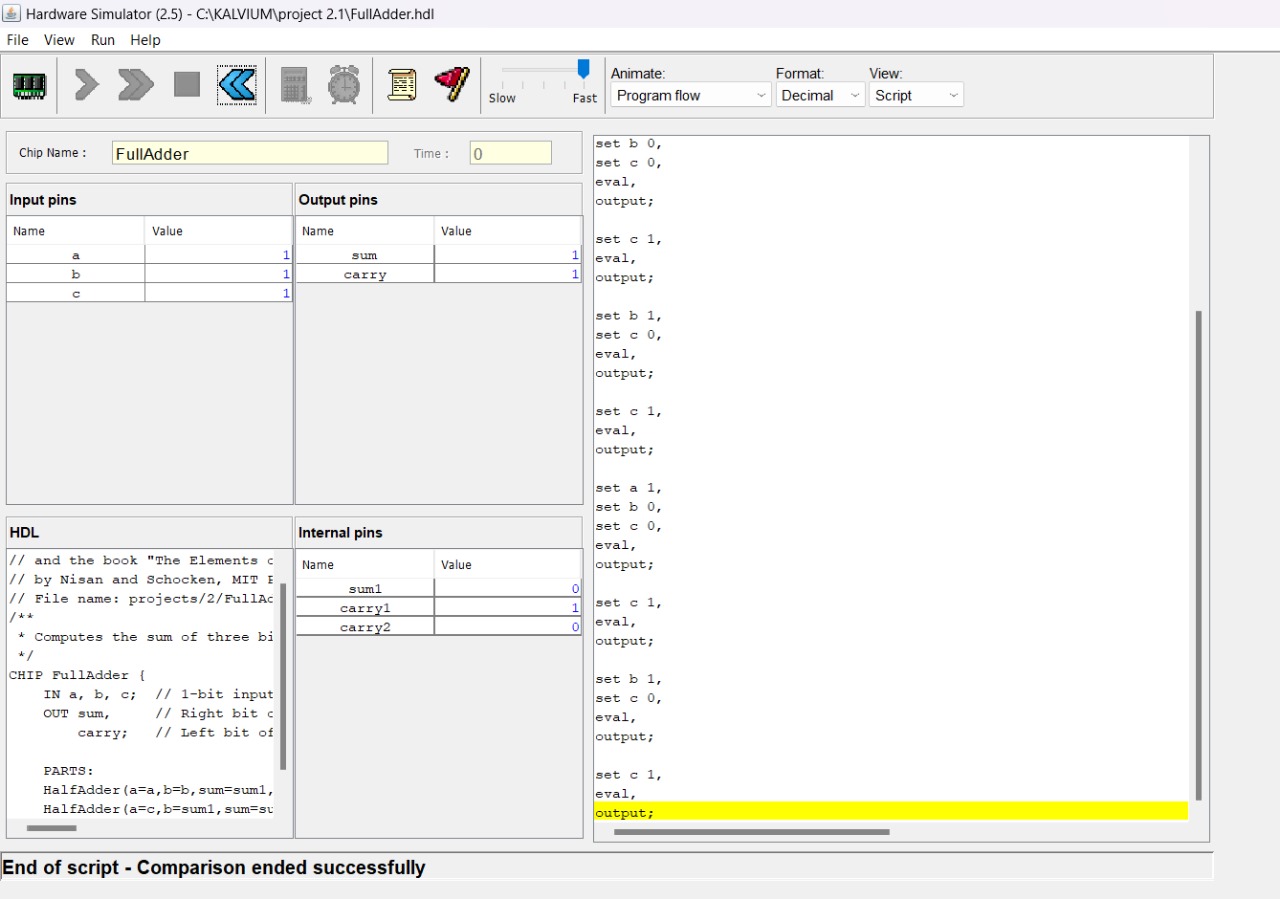 Hardware Simulator (2.5) - C:\KALVIUM\project 2.1\FullAdder.hdl
File View Run Help
Slow Fast
Animate: Format: View:
Program flow Decimal Script
Chip Name : FullAdder Time : 0
Input pins
Name Value
a 1
b 1
c 1
Output pins
Name Value
sum 1
carry 1
HDL
// and the book "The Elements
// by Nisan and Schocken, MIT
// File name: projects/2/FullAd
/**
* Computes the sum of three bi
*/
CHIP FullAdder {
IN a, b, c; // 1-bit input
OUT sum, // Right bit
carry; // Left bit of
PARTS:
HalfAdder(a=a,b=b,sum=sum1,
HalfAdder(a=c,b=sum1,sum=su
Internal pins
Name Value
sum1 0
carry1 1
carry2 0
set b 0,
set c 0,
eval,
output;
set c 1,
eval,
output;
set b 1,
set c 0,
eval,
output;
set c 1,
eval,
output;
set a 1,
set b 0,
set c 0,
eval,
output;
set c 1,
eval,
output;
set b 1,
set c 0,
eval,
output;
set c 1,
eval,
output;
End of script - Comparison ended successfully